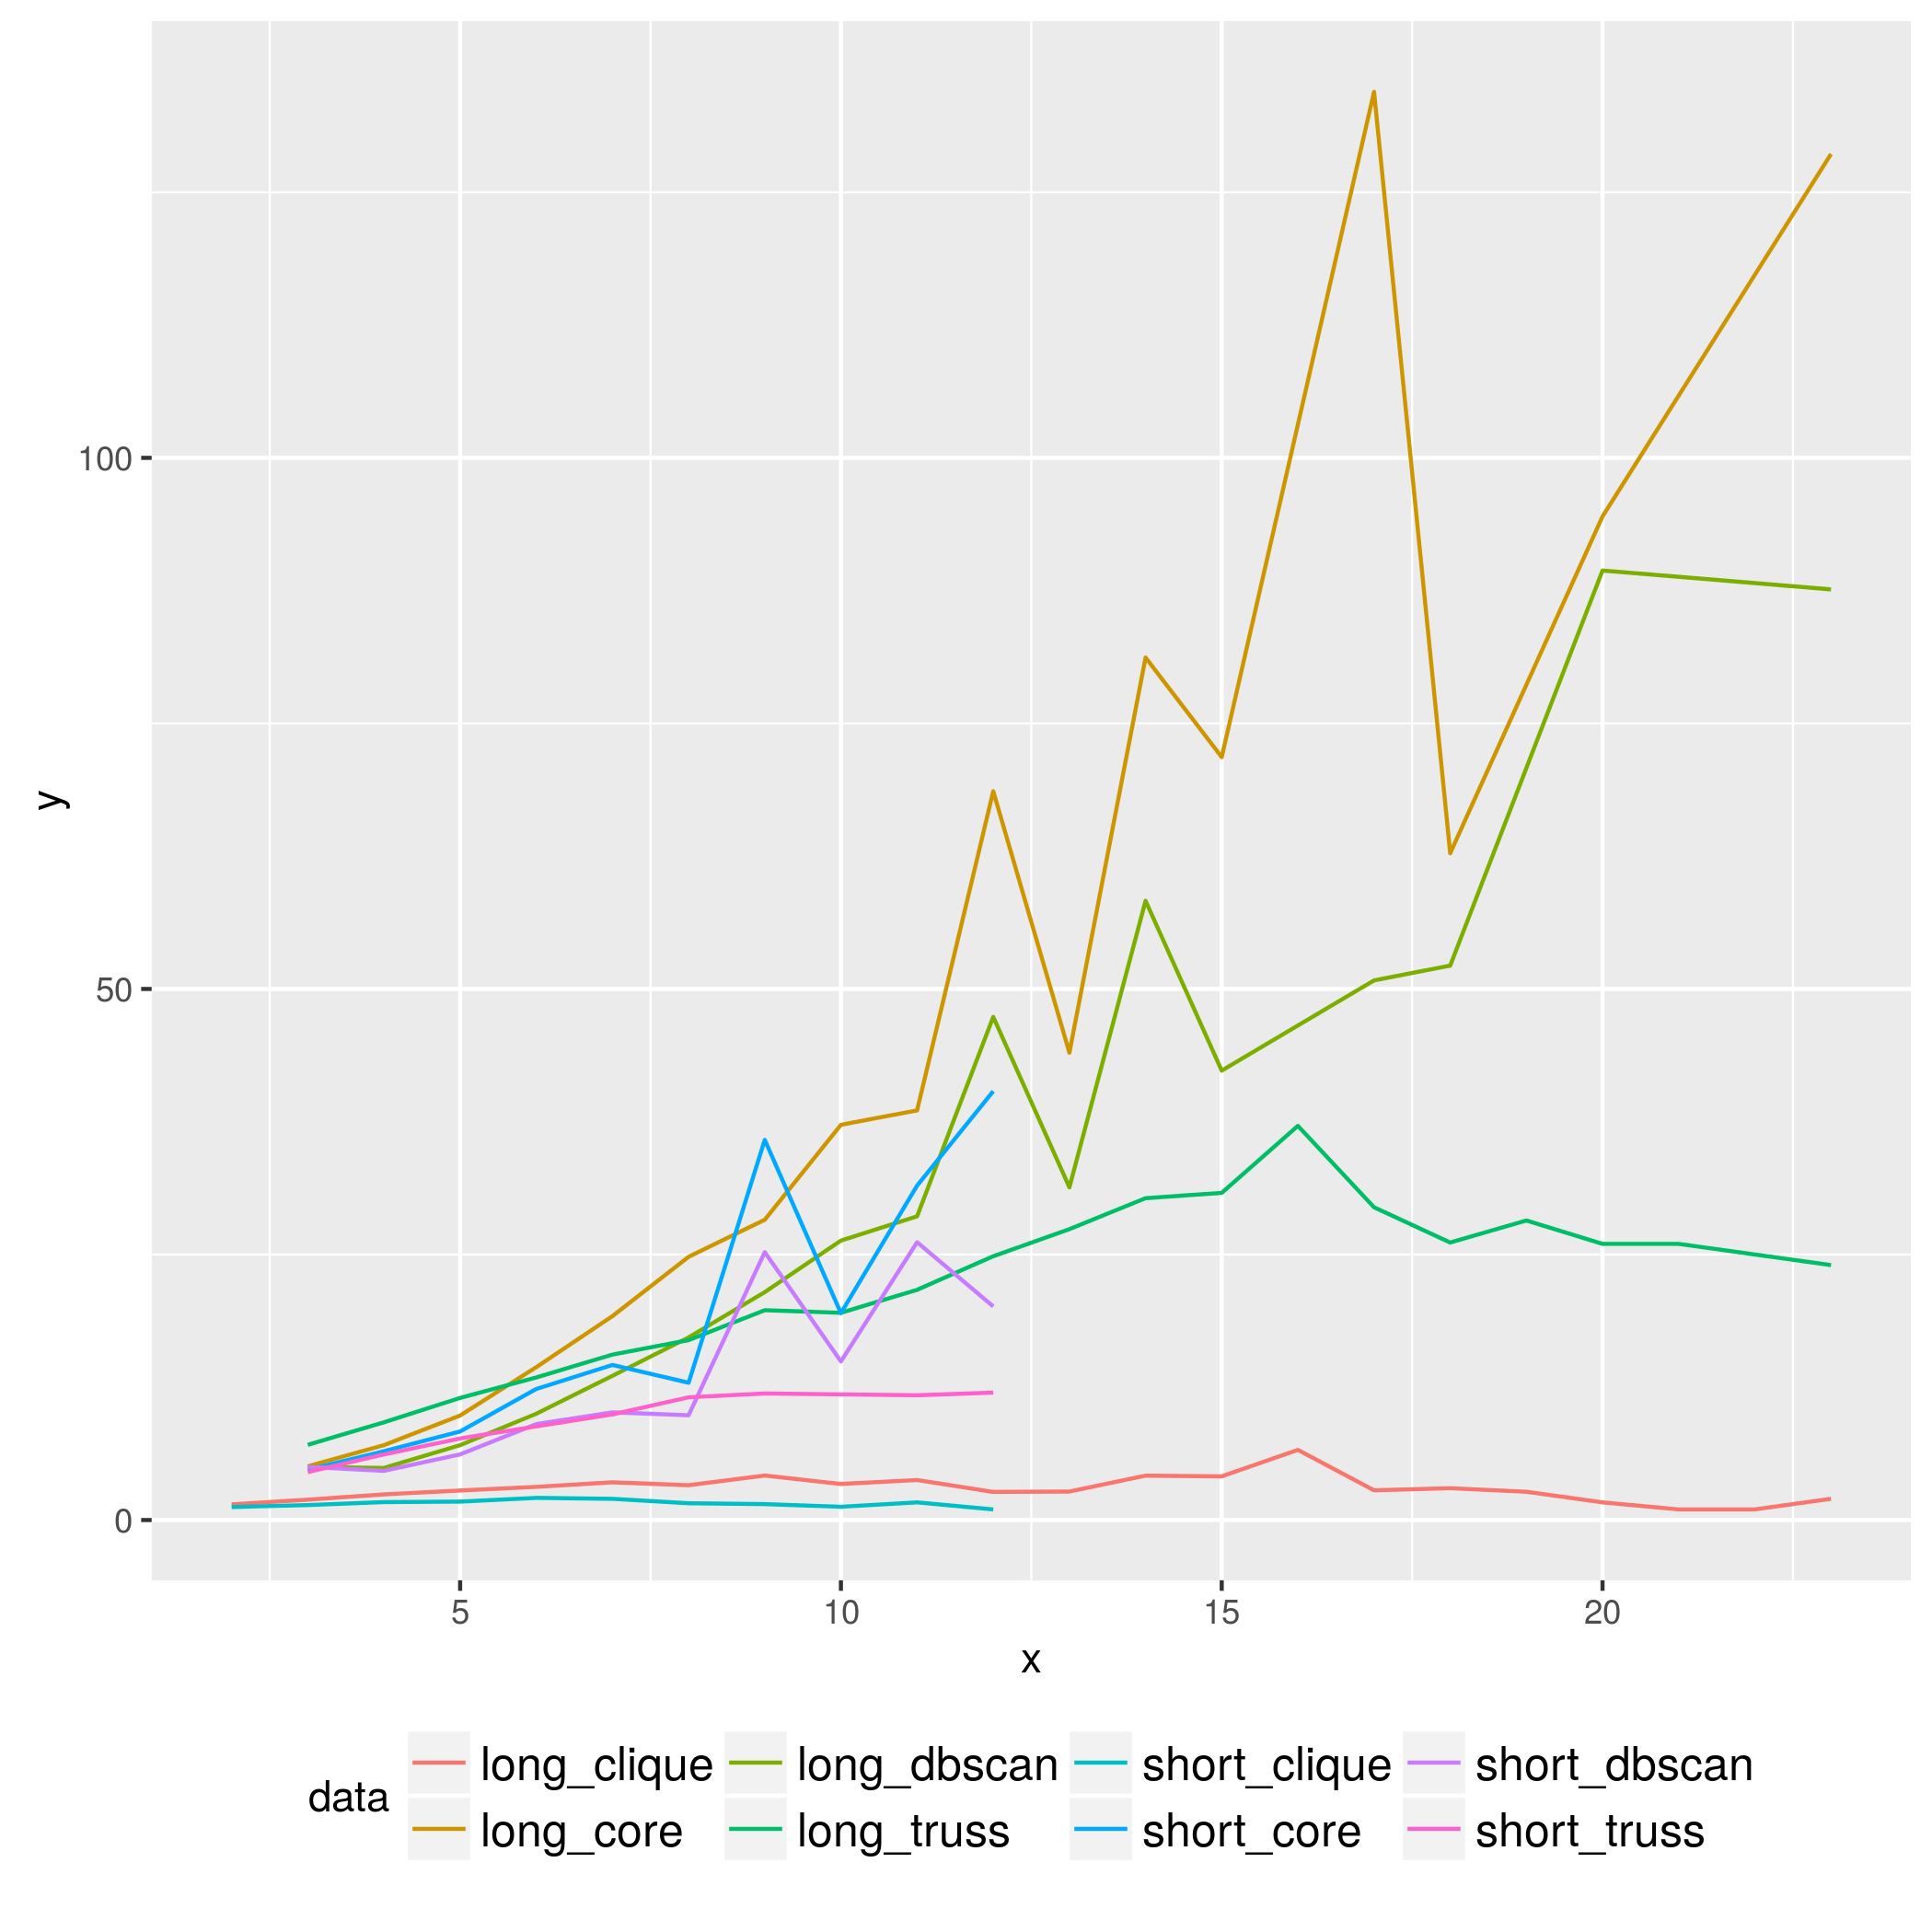 100
50
0
y
5 10 15 20
x
data
long_clique long_dbscan short_clique short_dbscan
long_core long_truss short_core short_truss